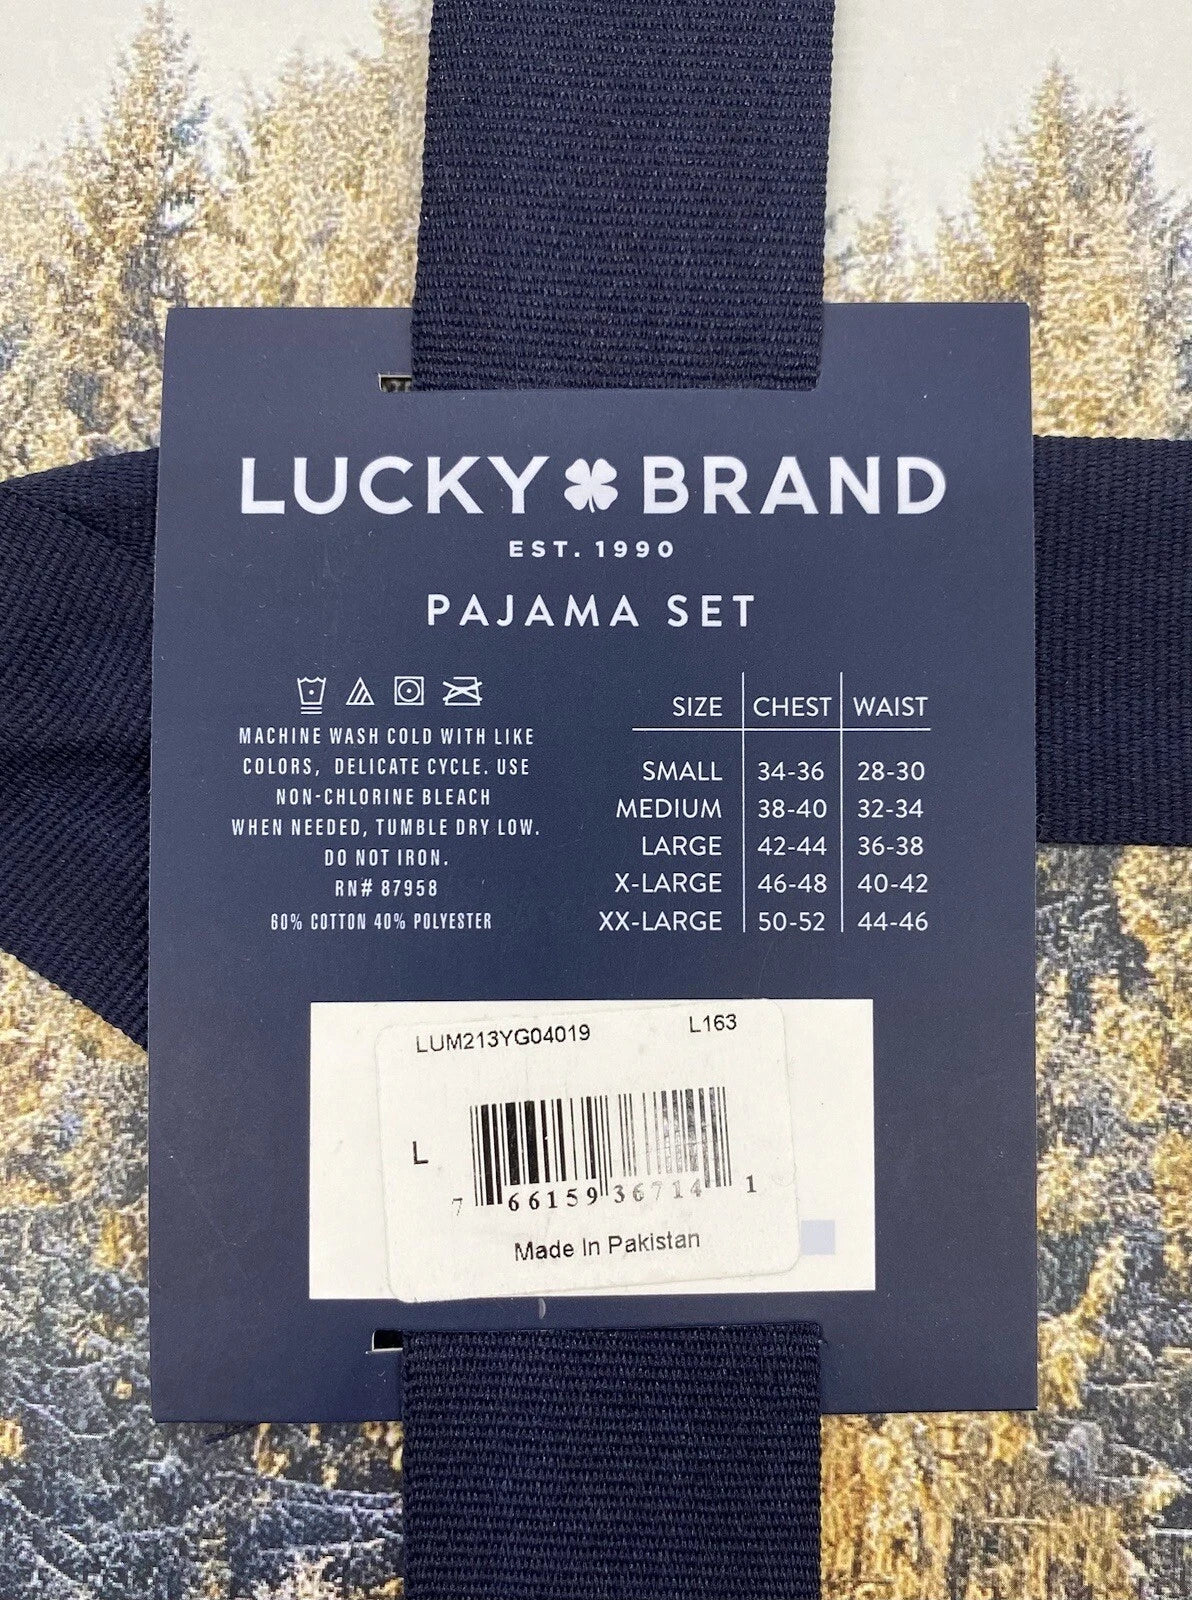 LUCKY BRAND
EST. 1990
PAJAMA SET
MACHINE WASH COLD WITH LIKE
COLORS, DELICATE CYCLE. USE
NON-CHLORINE BLEACH
WHEN NEEDED, TUMBLE DRY LOW.
DO NOT IRON.
RN# 87958
60% COTTON 40% POLYESTER
SIZE CHEST WAIST
SMALL 34-36 28-30
MEDIUM 38-40 32-34
LARGE 42-44 36-38
X-LARGE 46-48 40-42
XX-LARGE 50-52 44-46
LUM213YG04019 L163
L
7 66159 36714 1
Made In Pakistan